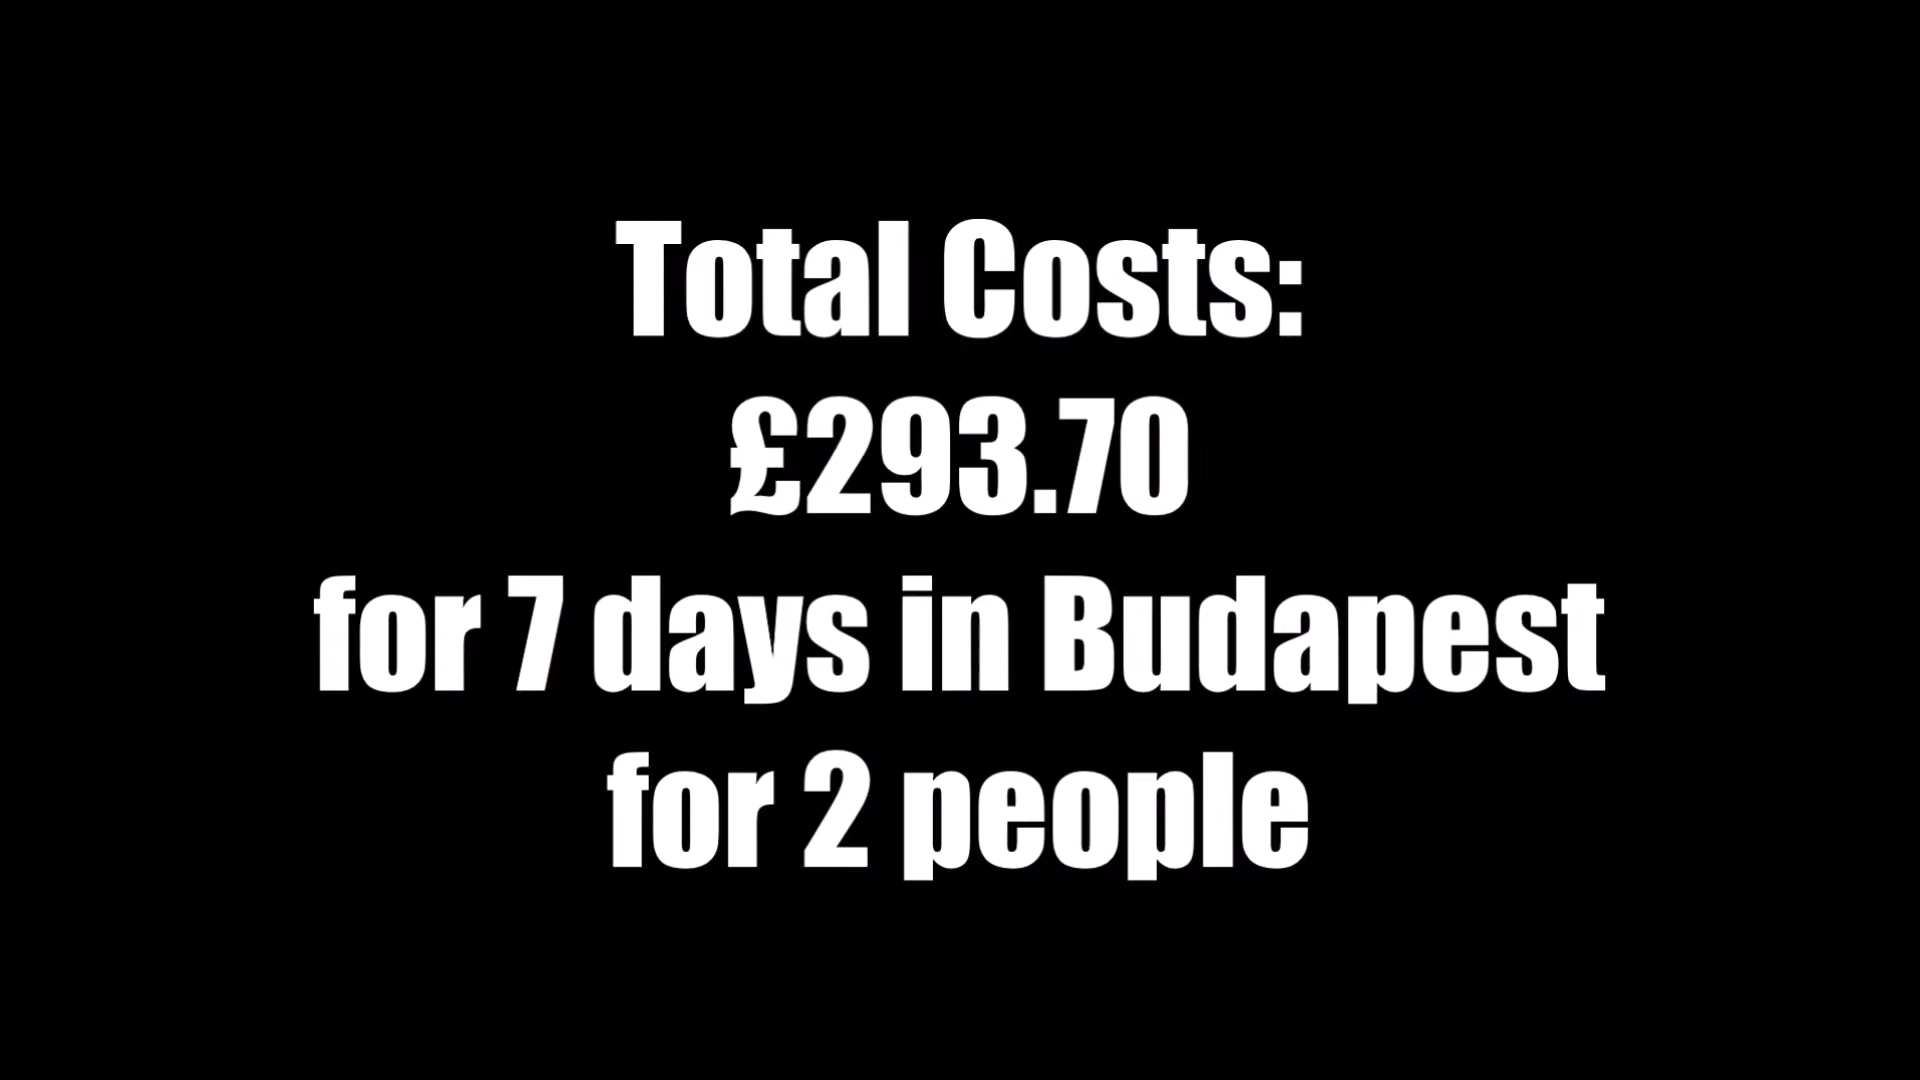 Total Costs:
£293.70
for 7 days in Budapest
for 2 people